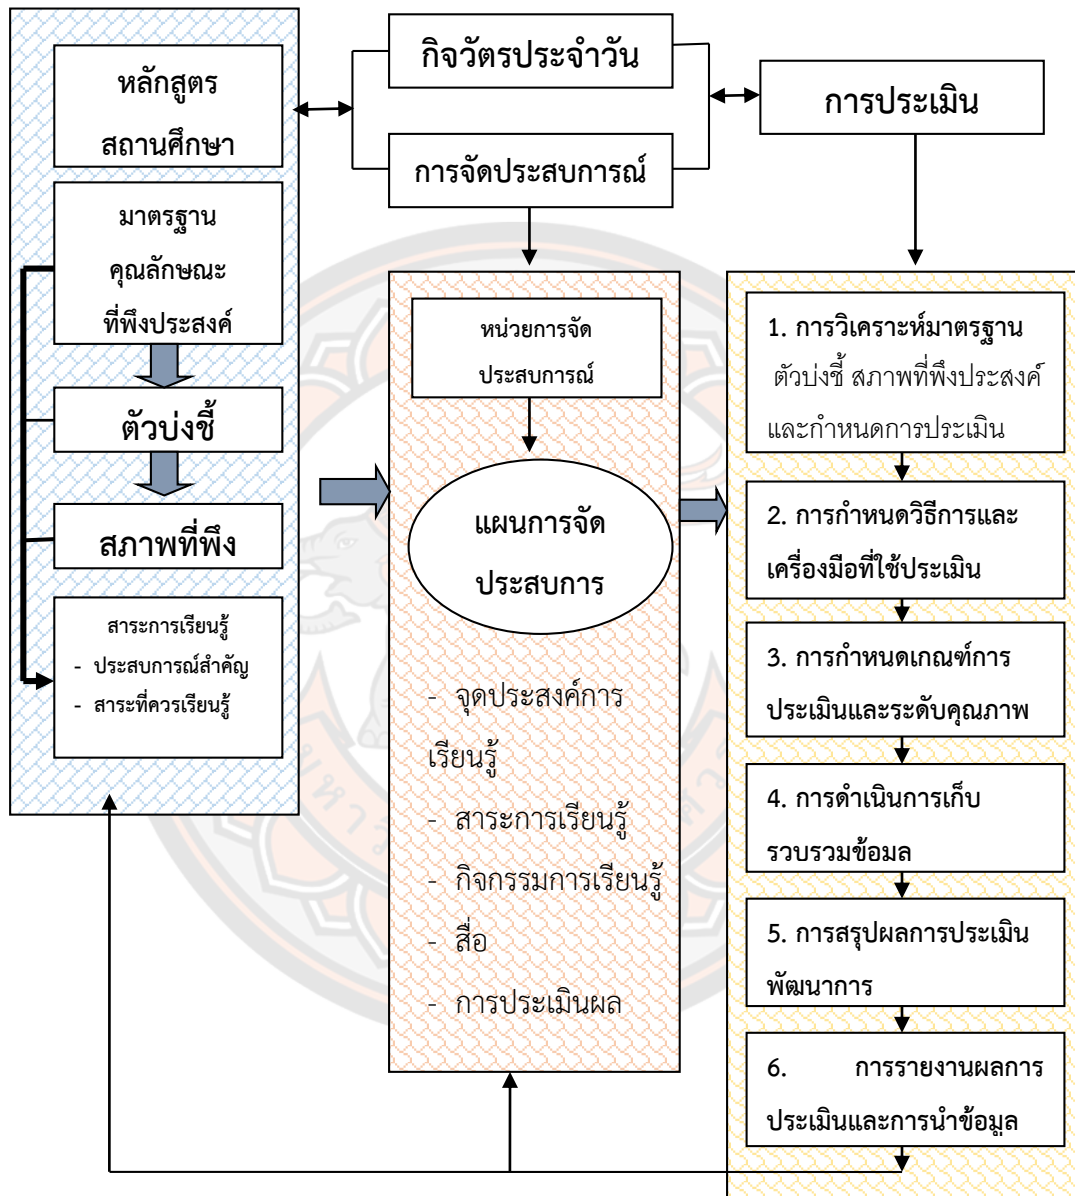 หลักสูตร
สถานศึกษา
มาตรฐาน
คุณลักษณะ
ที่พึงประสงค์
ตัวบ่งชี้
สภาพที่พึง
สาระการเรียนรู้
- ประสบการณ์สำคัญ
- สาระที่ควรเรียนรู้
กิจวัตรประจำวัน
การจัดประสบการณ์
หน่วยการจัด
ประสบการณ์
แผนการจัด
ประสบการ
- จุดประสงค์การ
เรียนรู้
- สาระการเรียนรู้
- กิจกรรมการเรียนรู้
- สื่อ
- การประเมินผล
การประเมิน
1. การวิเคราะห์มาตรฐาน
ตัวบ่งชี้ สภาพที่พึงประสงค์
และกำหนดการประเมิน
2. การกำหนดวิธีการและ
เครื่องมือที่ใช้ประเมิน
3. การกำหนดเกณฑ์การ
ประเมินและระดับคุณภาพ
4. การดำเนินการเก็บ
รวบรวมข้อมูล
5. การสรุปผลการประเมิน
พัฒนาการ
6. การรายงานผลการ
ประเมินและการนำข้อมูล